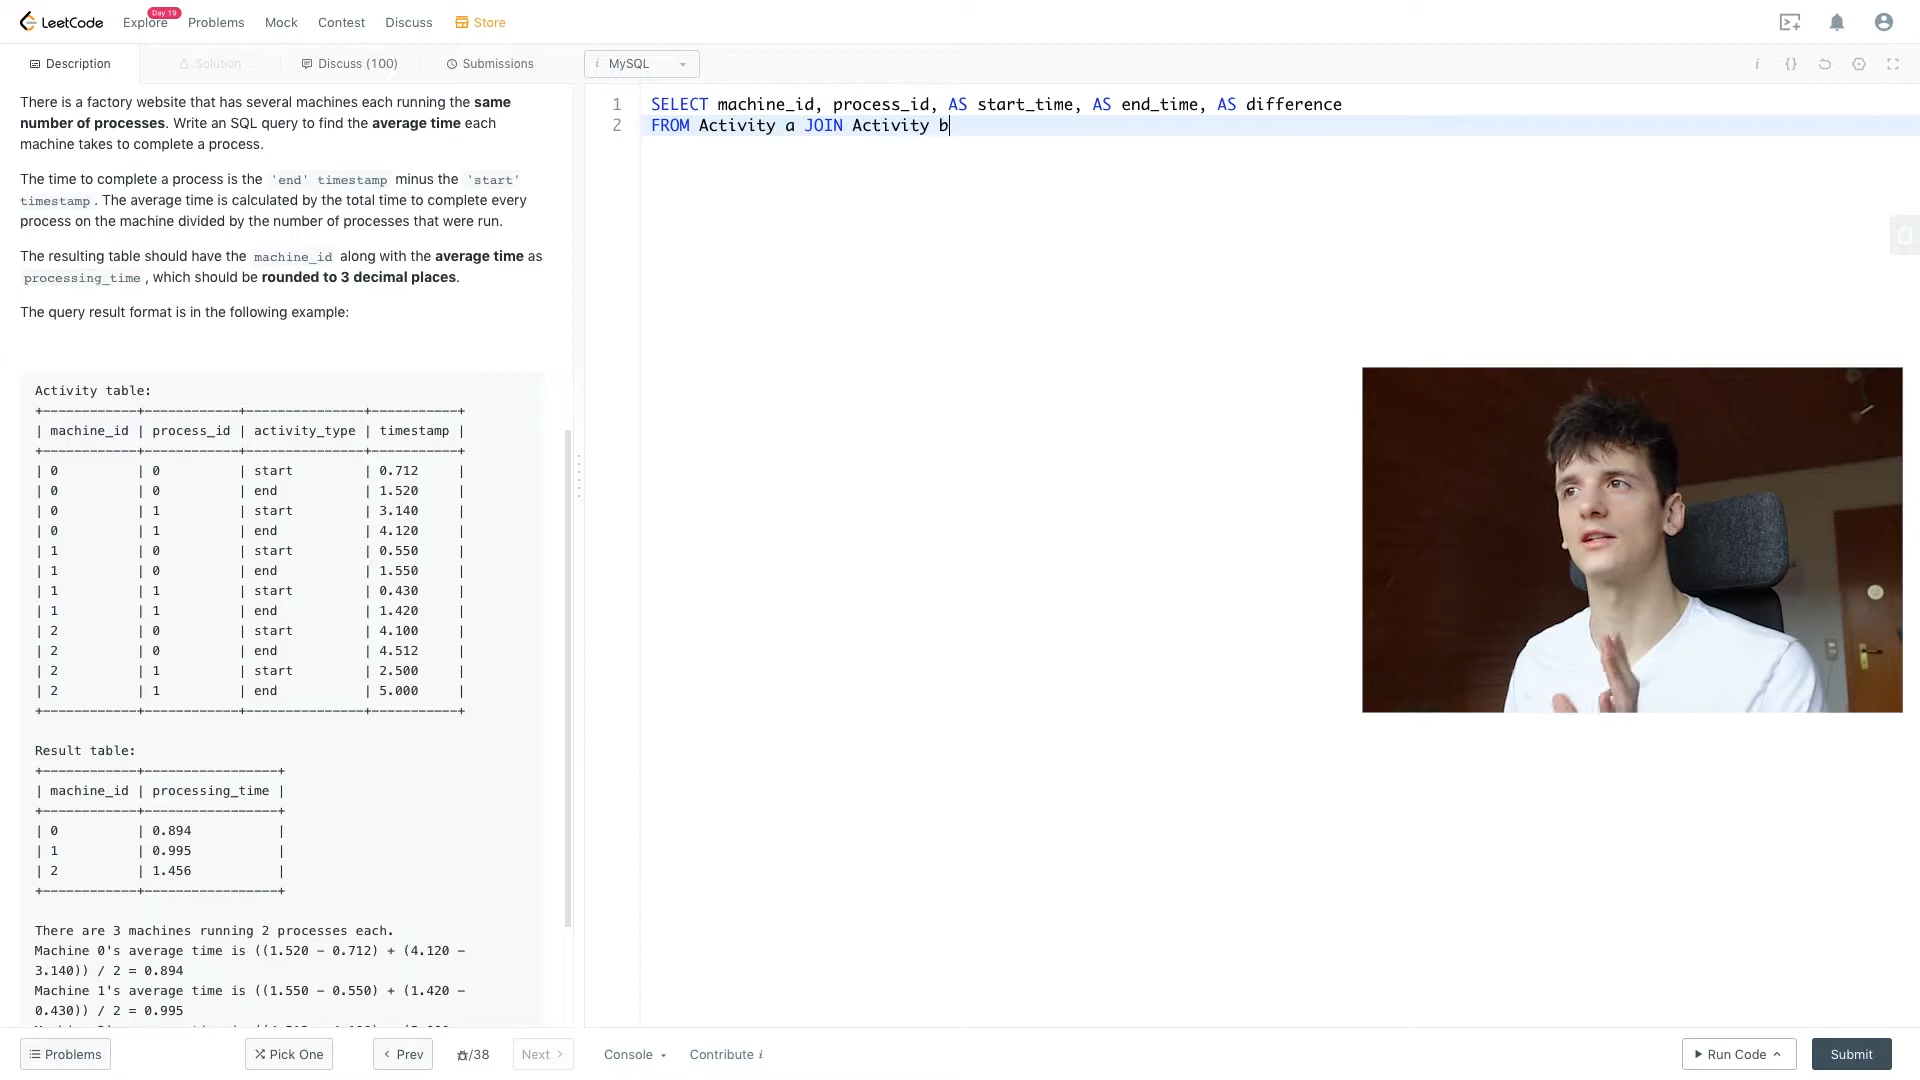 LeetCode
Explore
Day 19
Problems
Mock
Contest
Discuss
Store
Description
Solution
Discuss (100)
Submissions
i MySQL
There is a factory website that has several machines each running the same
number of processes. Write an SQL query to find the average time each
machine takes to complete a process.
The time to complete a process is the 'end' timestamp minus the 'start'
timestamp. The average time is calculated by the total time to complete every
process on the machine divided by the number of processes that were run.
The resulting table should have the machine_id along with the average time as
processing_time, which should be rounded to 3 decimal places.
The query result format is in the following example:
Activity table:
+------------+------------+---------------+-----------+
| machine_id | process_id | activity_type | timestamp |
+------------+------------+---------------+-----------+
| 0 | 0 | start | 0.712 |
| 0 | 0 | end | 1.520 |
| 0 | 1 | start | 3.140 |
| 0 | 1 | end | 4.120 |
| 1 | 0 | start | 0.550 |
| 1 | 0 | end | 1.550 |
| 1 | 1 | start | 0.430 |
| 1 | 1 | end | 1.420 |
| 2 | 0 | start | 4.100 |
| 2 | 0 | end | 4.512 |
| 2 | 1 | start | 2.500 |
| 2 | 1 | end | 5.000 |
+------------+------------+---------------+-----------+
Result table:
+------------+-----------------+
| machine_id | processing_time |
+------------+-----------------+
| 0 | 0.894 |
| 1 | 0.995 |
| 2 | 1.456 |
+------------+-----------------+
There are 3 machines running 2 processes each.
Machine 0's average time is ((1.520 - 0.712) + (4.120 -
3.140)) / 2 = 0.894
Machine 1's average time is ((1.550 - 0.550) + (1.420 -
0.430)) / 2 = 0.995
1 SELECT machine_id, process_id, AS start_time, AS end_time, AS difference
2 FROM Activity a JOIN Activity b
i {}
Problems
Pick One
Prev
/38
Next
Console
Contribute i
Run Code
Submit